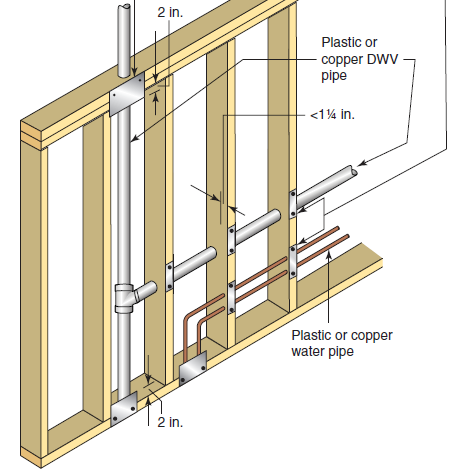 2 in.
Plastic or
copper DWV
pipe
<1¼ in.
Plastic or copper
water pipe
2 in.